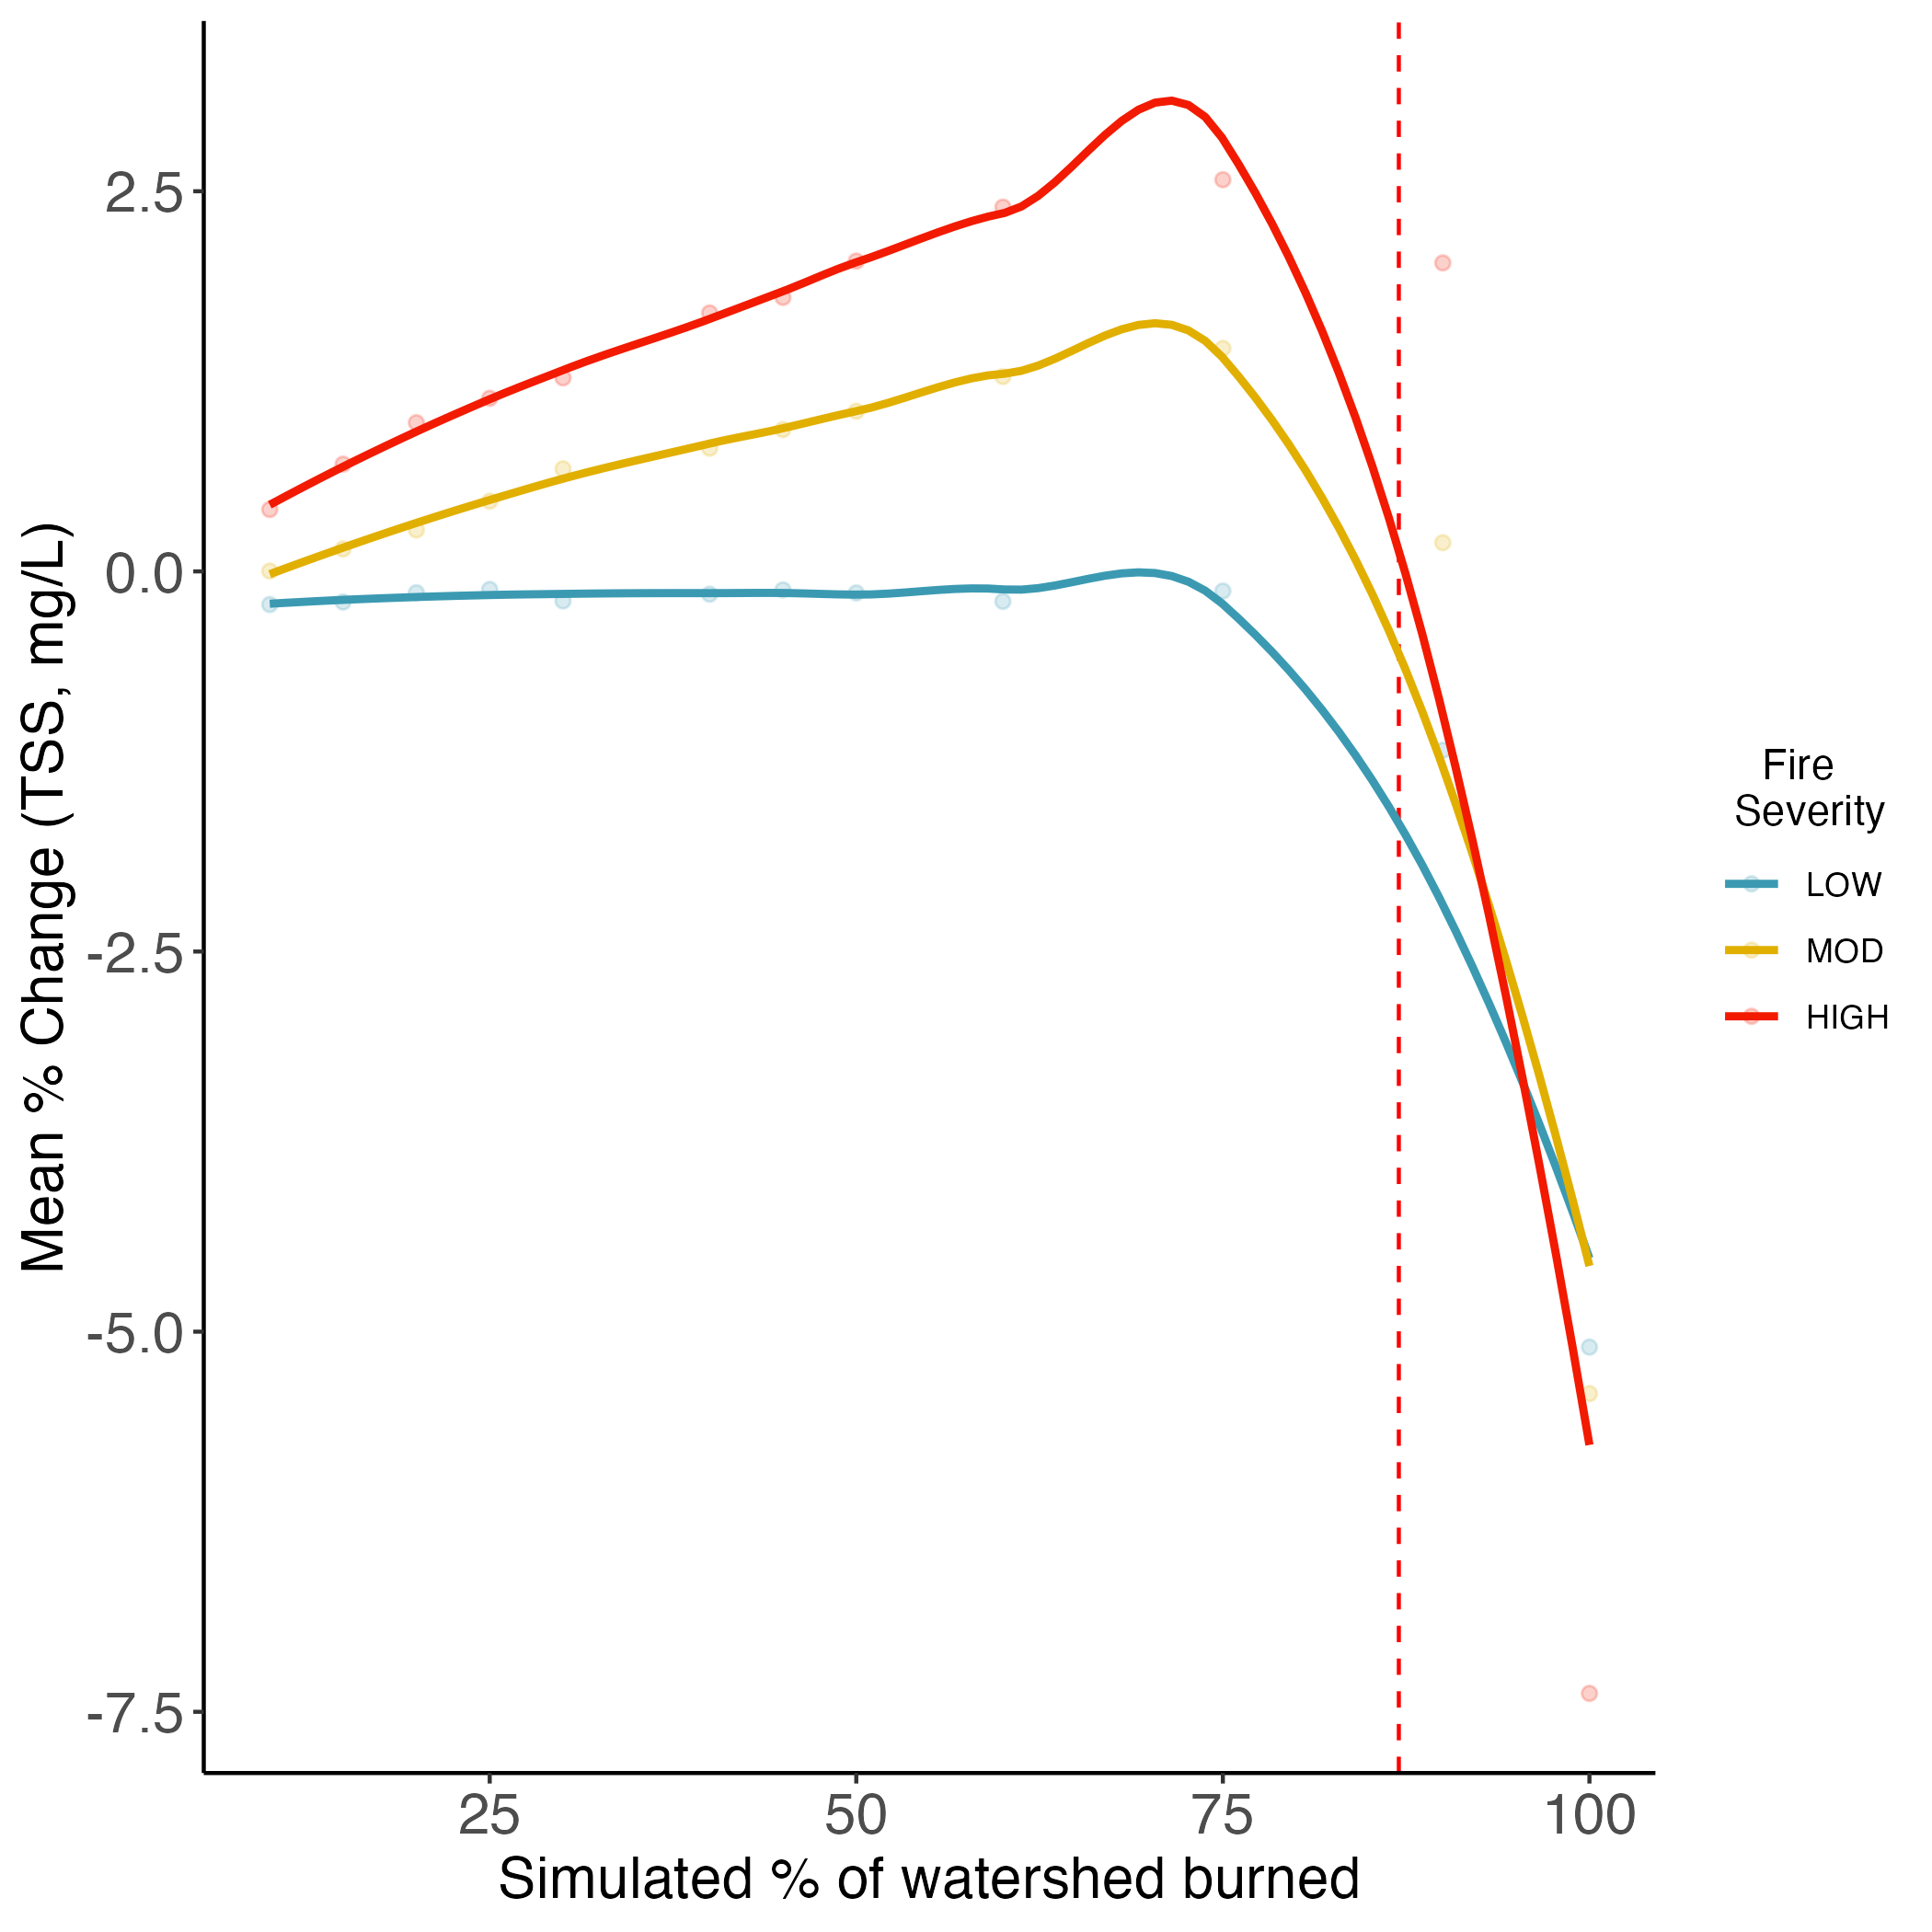 Mean % Change (TSS, mg/L)
2.5
0.0
-2.5
-5.0
-7.5
25
50
75
100
Simulated % of watershed burned
Fire
Severity
LOW
MOD
HIGH